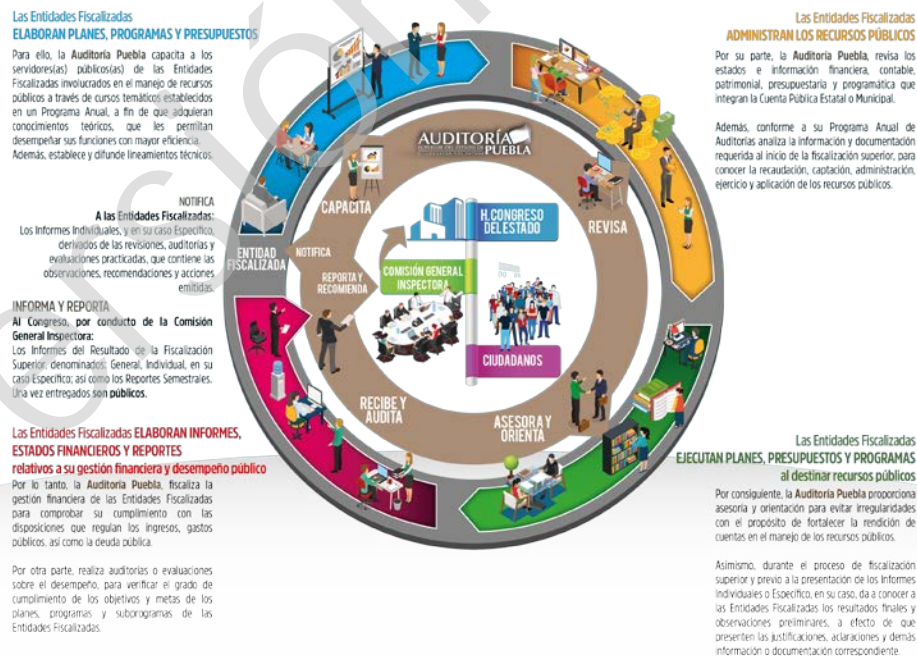 Las Entidades Fiscalizadas
ELABORAN PLANES, PROGRAMAS Y PRESUPUESTOS
Para ello, la Auditoría Puebla capacita a los
servidores(as) públicos(as) de las Entidades
Fiscalizadas involucrados en el manejo de recursos
públicos a través de cursos temáticos establecidos
en un Programa Anual, a fin de que adquieran
conocimientos teóricos, que les permitan
desempeñar sus funciones con mayor eficiencia.
Además, establece y difunde lineamientos técnicos.
NOTIFICA
A las Entidades Fiscalizadas:
Los Informes Individuales, y en su caso Específico,
derivados de las revisiones, auditorías y
evaluaciones practicadas, que contiene las
observaciones, recomendaciones y acciones
emitidas.
INFORMA Y REPORTA
Al Congreso, por conducto de la Comisión
General Inspectora:
Los Informes del Resultado de la Fiscalización
Superior, denominados: General, Individual, en su
caso Específico; así como los Reportes Semestrales.
Una vez entregados son públicos.
Las Entidades Fiscalizadas ELABORAN INFORMES,
ESTADOS FINANCIEROS Y REPORTES
relativos a su gestión financiera y desempeño público
Por lo tanto, la Auditoría Puebla, fiscaliza la
gestión financiera de las Entidades Fiscalizadas
para comprobar su cumplimiento con las
disposiciones que regulan los ingresos, gastos
públicos, así como la deuda pública.
Por otra parte, realiza auditorías o evaluaciones
sobre el desempeño, para verificar el grado de
cumplimiento de los objetivos y metas de los
planes, programas y subprogramas de las
Entidades Fiscalizadas.
AUDITORÍA
PUEBLA
CAPACITA
REVISA
ENTIDAD
FISCALIZADA
NOTIFICA
REPORTA Y
RECOMIENDA
H. CONGRESO
DEL ESTADO
COMISIÓN GENERAL
INSPECTORA
CIUDADANOS
RECIBE Y
AUDITA
ASESORA Y
ORIENTA
Las Entidades Fiscalizadas
ADMINISTRAN LOS RECURSOS PÚBLICOS
Por su parte, la Auditoría Puebla, revisa los
estados e información financiera, contable,
patrimonial, presupuestaria y programática que
integran la Cuenta Pública Estatal o Municipal.
Además, conforme a su Programa Anual de
Auditorías analiza la información y documentación
requerida al inicio de la fiscalización superior, para
conocer la recaudación, captación, administración,
ejercicio y aplicación de los recursos públicos.
Las Entidades Fiscalizadas
EJECUTAN PLANES, PRESUPUESTOS Y PROGRAMAS
al destinar recursos públicos
Por consiguiente, la Auditoría Puebla proporciona
asesoría y orientación para evitar irregularidades
con el propósito de fortalecer la rendición de
cuentas en el manejo de los recursos públicos.
Asimismo, durante el proceso de fiscalización
superior y previo a la presentación de los Informes
Individuales o Específico, en su caso, da a conocer a
las Entidades Fiscalizadas los resultados finales y
observaciones preliminares, a efecto de que
presenten las justificaciones, aclaraciones y demás
información o documentación correspondiente.